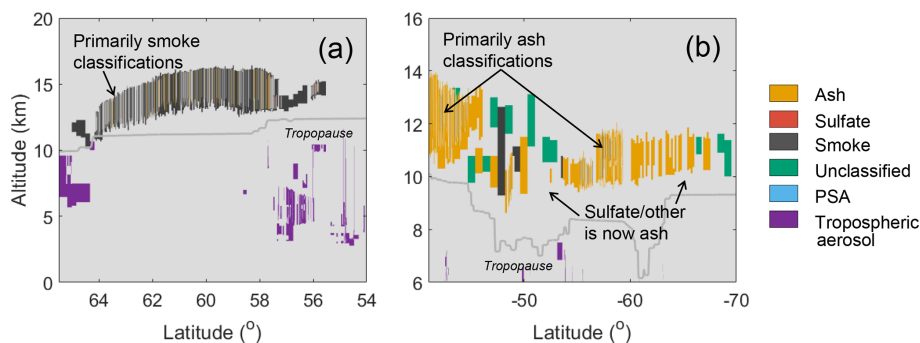 (a)
Primarily smoke
classifications
Tropopause
20
15
10
5
0
Altitude (km)
64
62
60
58
56
54
Latitude (°)
(b)
Primarily ash
classifications
Sulfate/other
is now ash
Tropopause
16
14
12
10
8
6
-50
-60
-70
Latitude (°)
Ash
Sulfate
Smoke
Unclassified
PSA
Tropospheric
aerosol